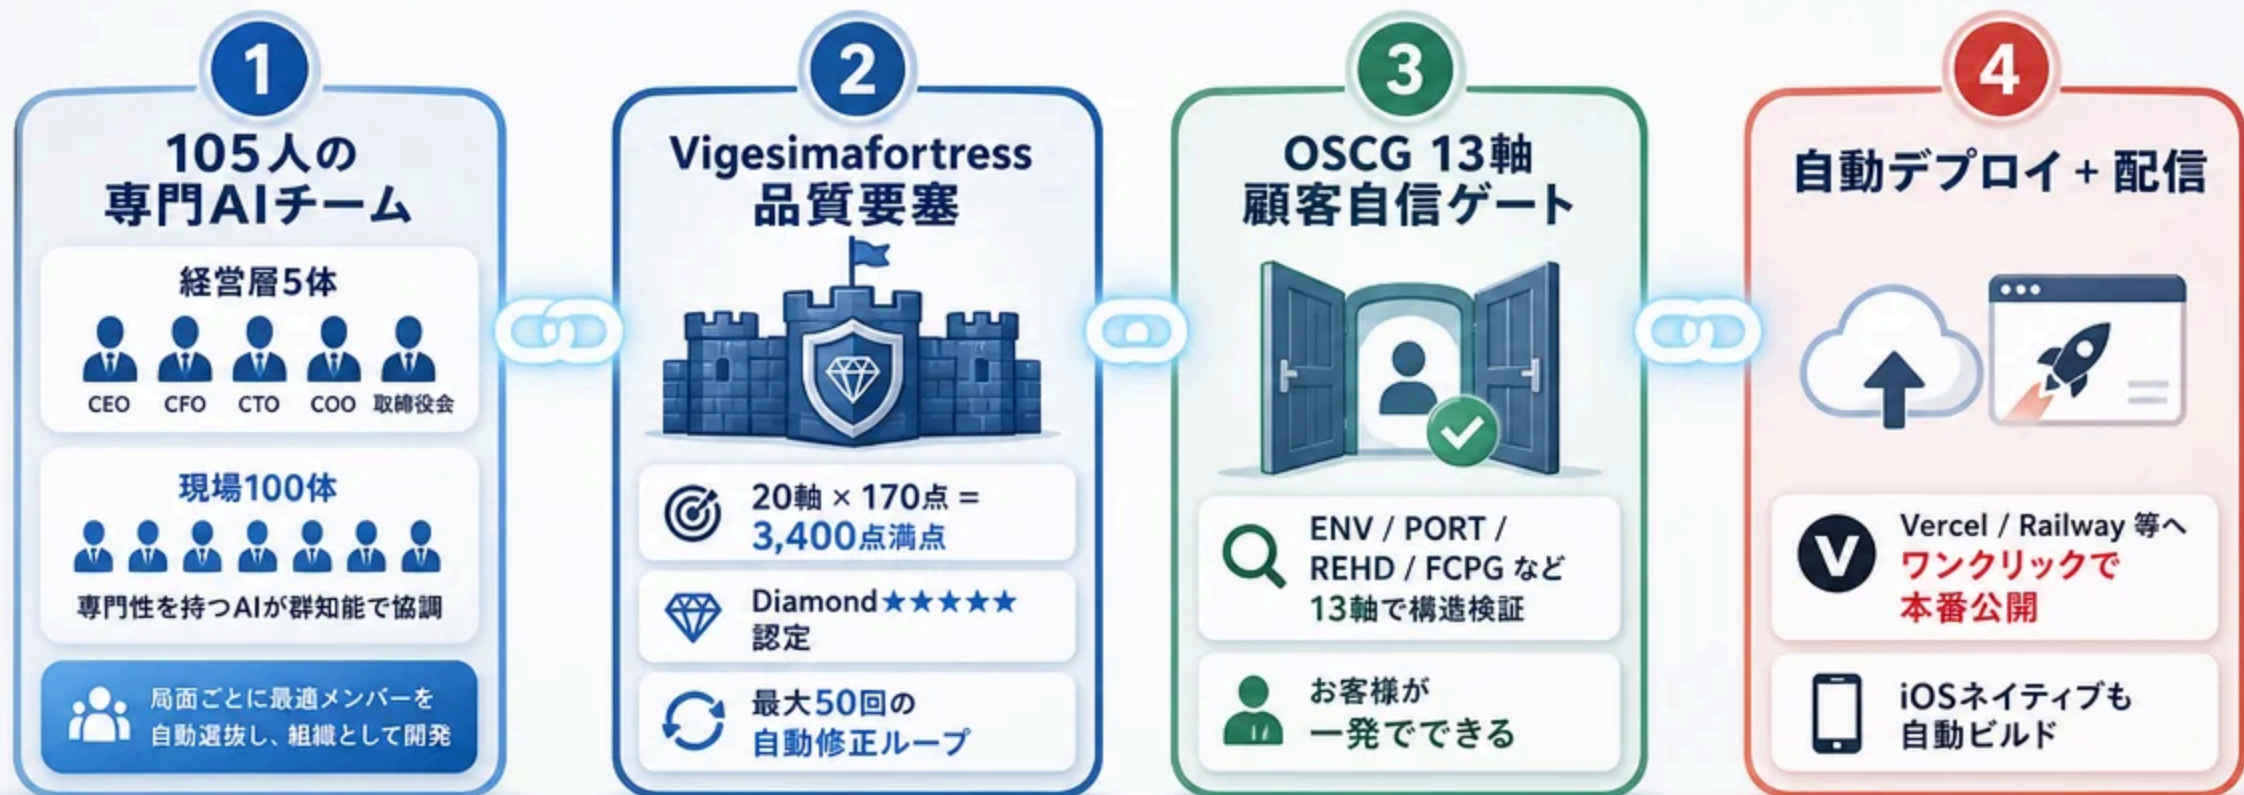 1
105人の
専門AIチーム
経営層5体
CEO
CFO
CTO
COO
取締役会
現場100体
専門性を持つAIが群知能で協調
局面ごとに最適メンバーを
自動選抜し、組織として開発
2
Vigesimafortress
品質要塞
20軸 × 170点 =
3,400点満点
Diamond★★★★★
認定
最大50回の
自動修正ループ
3
OSCG 13軸
顧客自信ゲート
ENV / PORT /
REHD / FCPG など
13軸で構造検証
お客様が
一発でできる
4
自動デプロイ + 配信
V
Vercel / Railway 等へ
ワンクリックで
本番公開
iOSネイティブも
自動ビルド